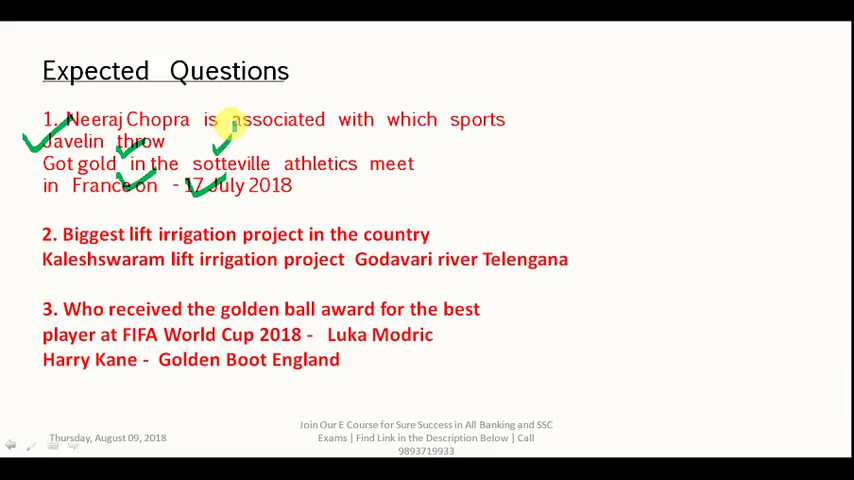 Expected Questions
1. Neeraj Chopra is associated with which sports
Javelin throw
Got gold in the sotteville athletics meet
in France on - 17 July 2018
2. Biggest lift irrigation project in the country
Kaleshswaram lift irrigation project Godavari river Telengana
3. Who received the golden ball award for the best
player at FIFA World Cup 2018 - Luka Modric
Harry Kane - Golden Boot England
Thursday, August 09, 2018
Join Our E Course for Sure Success in All Banking and SSC
Exams | Find Link in the Description Below | Call
9893719933